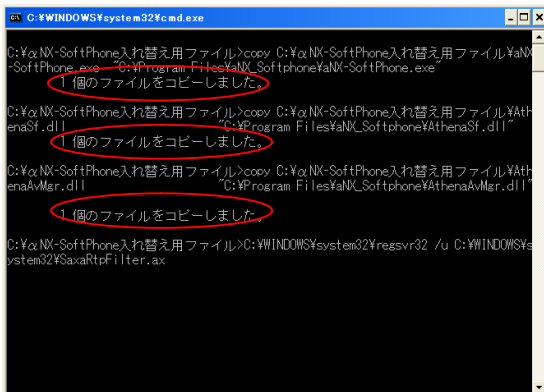 C:¥WINDOWS¥system32¥cmd.exe
C:¥αNX-SoftPhone入れ替え用ファイル>copy C:¥αNX-SoftPhone入れ替え用ファイル¥aNX
-SoftPhone.exe "C:¥Program Files¥aNX_Softphone¥aNX-SoftPhone.exe"
1 個のファイルをコピーしました。
C:¥αNX-SoftPhone入れ替え用ファイル>copy C:¥αNX-SoftPhone入れ替え用ファイル¥Ath
enaSf.dll "C:¥Program Files¥aNX_Softphone¥AthenaSf.dll"
1 個のファイルをコピーしました。
C:¥αNX-SoftPhone入れ替え用ファイル>copy C:¥αNX-SoftPhone入れ替え用ファイル¥Ath
enaAvMgr.dll "C:¥Program Files¥aNX_Softphone¥AthenaAvMgr.dll"
1 個のファイルをコピーしました。
C:¥αNX-SoftPhone入れ替え用ファイル>C:¥WINDOWS¥system32¥regsvr32 /u C:¥WINDOWS¥s
ystem32¥SaxaRtpFilter.ax